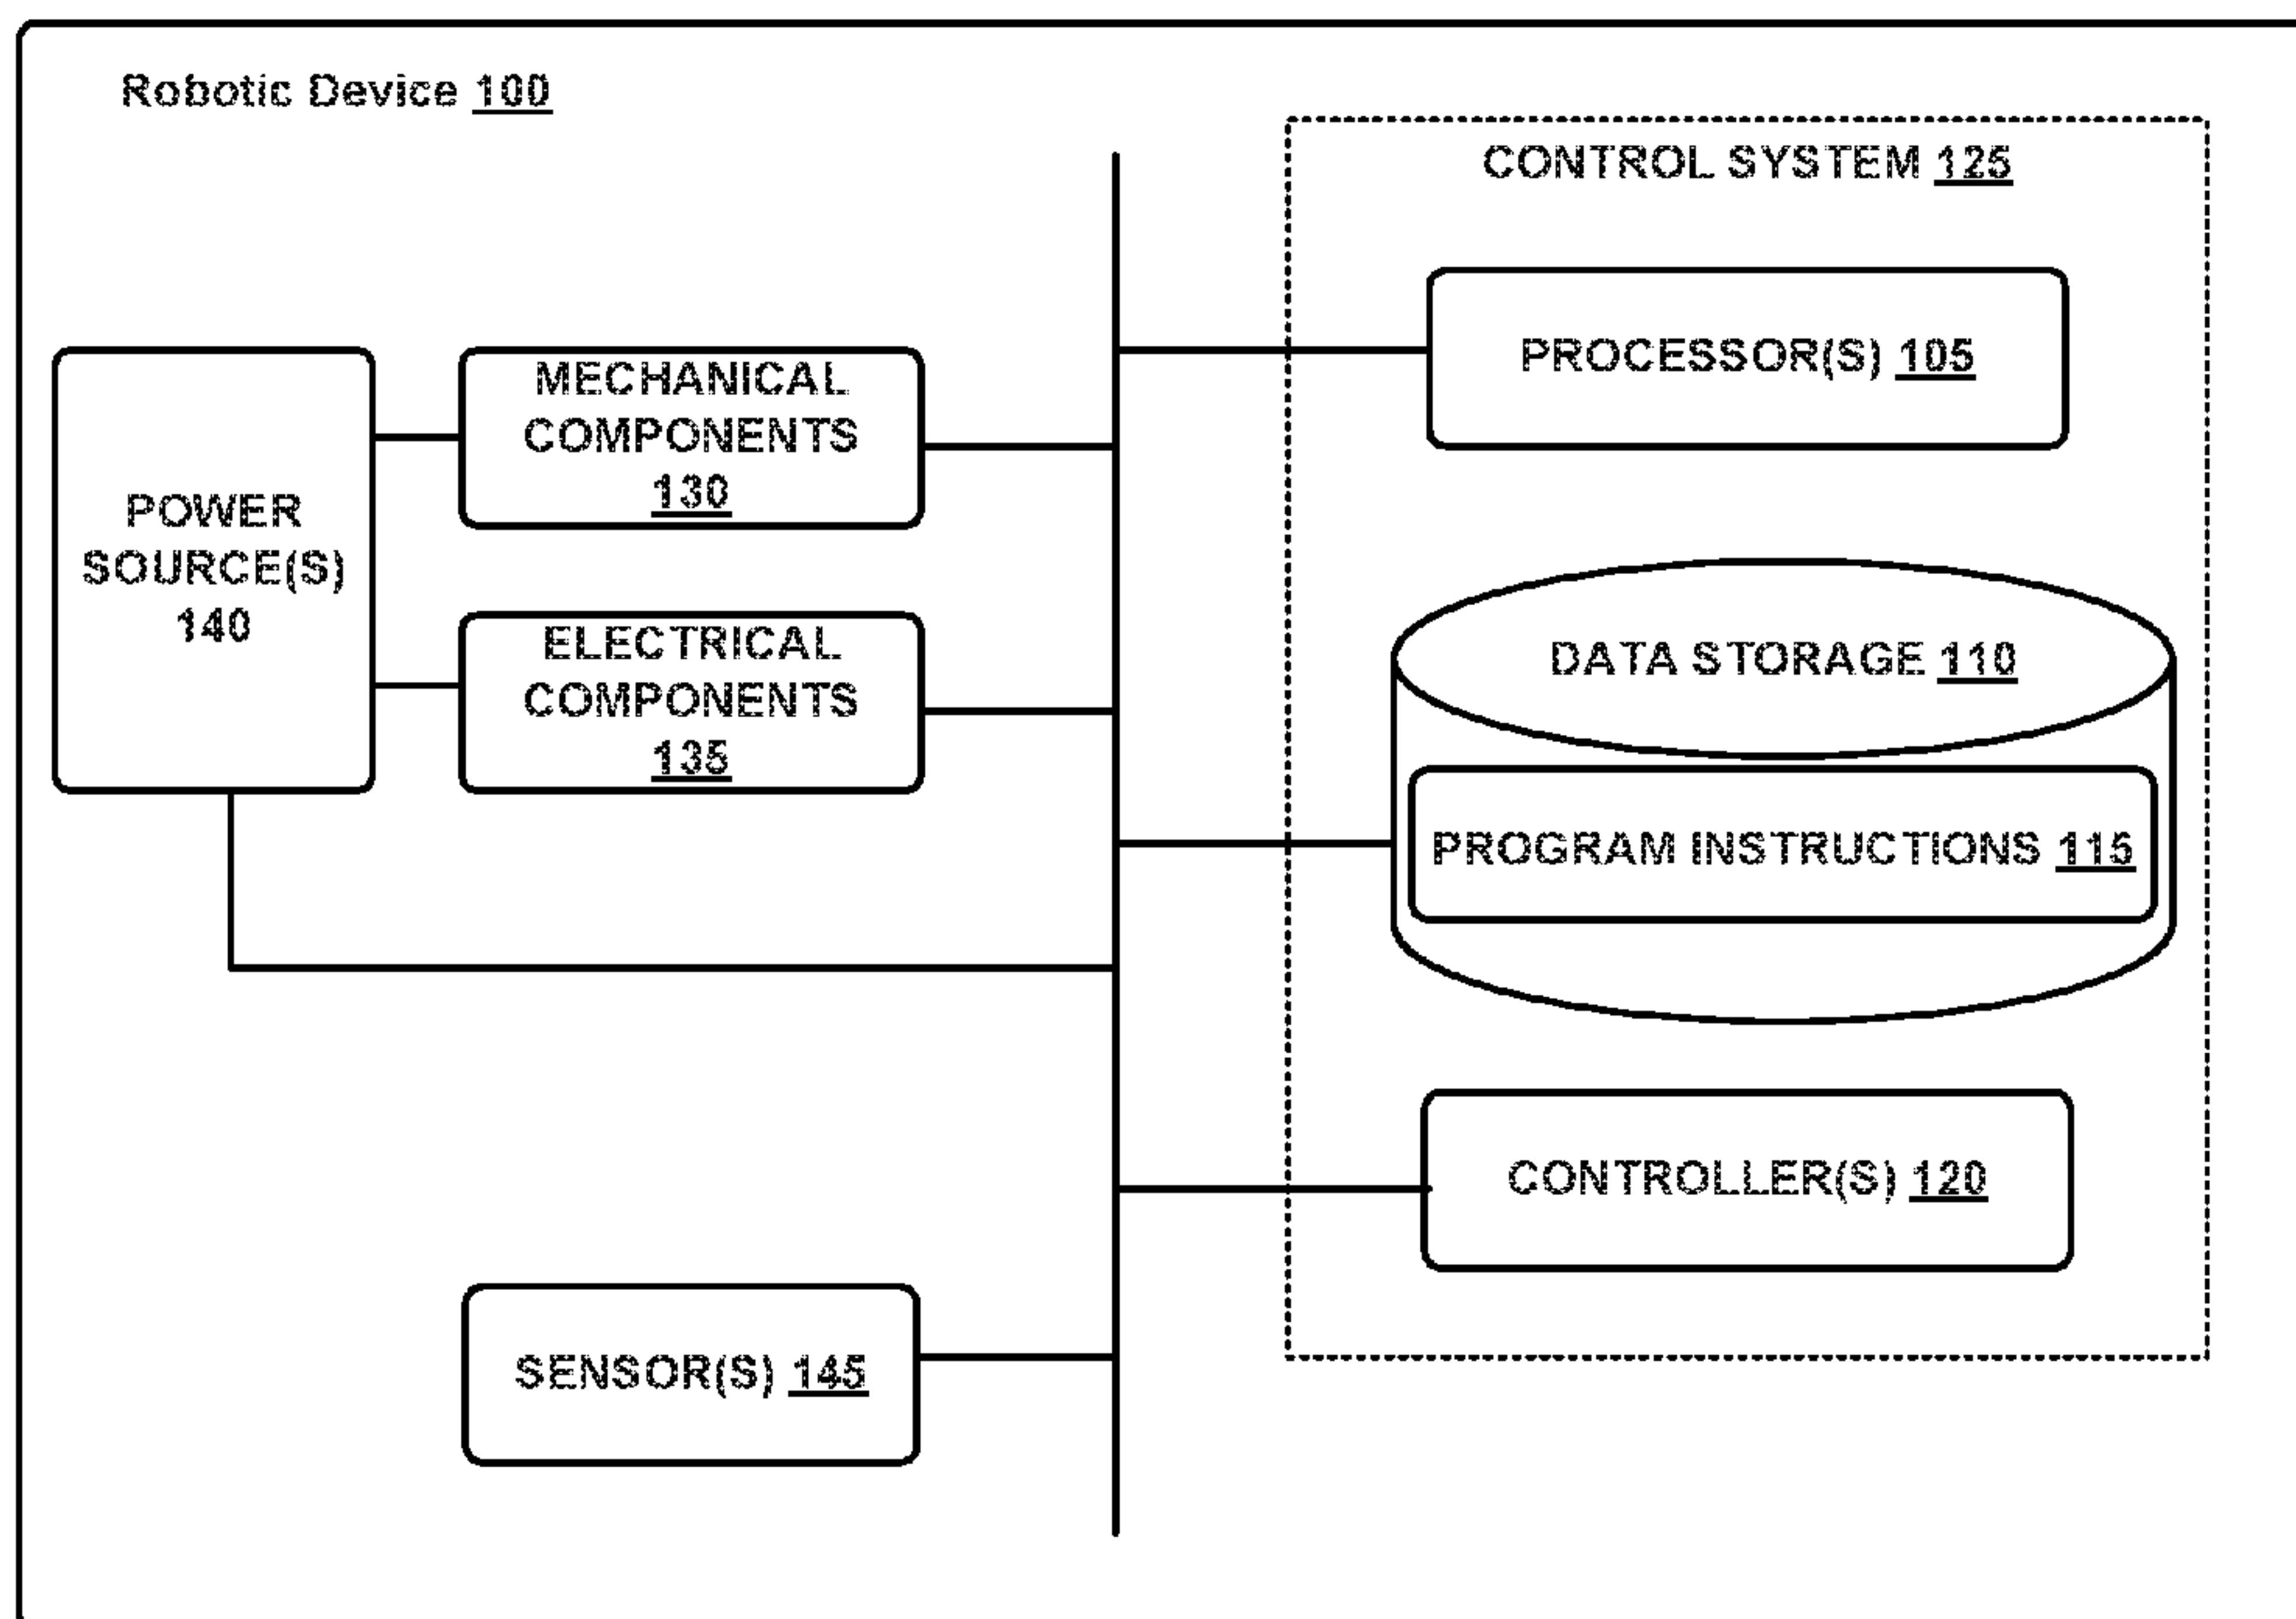 Robotic Device 100
CONTROL SYSTEM 125
PROCESSOR(S) 105
MECHANICAL
COMPONENTS
130
POWER
SOURCE(S)
140
ELECTRICAL
COMPONENTS
135
DATA STORAGE 110
PROGRAM INSTRUCTIONS 115
CONTROLLER(S) 120
SENSOR(S) 145